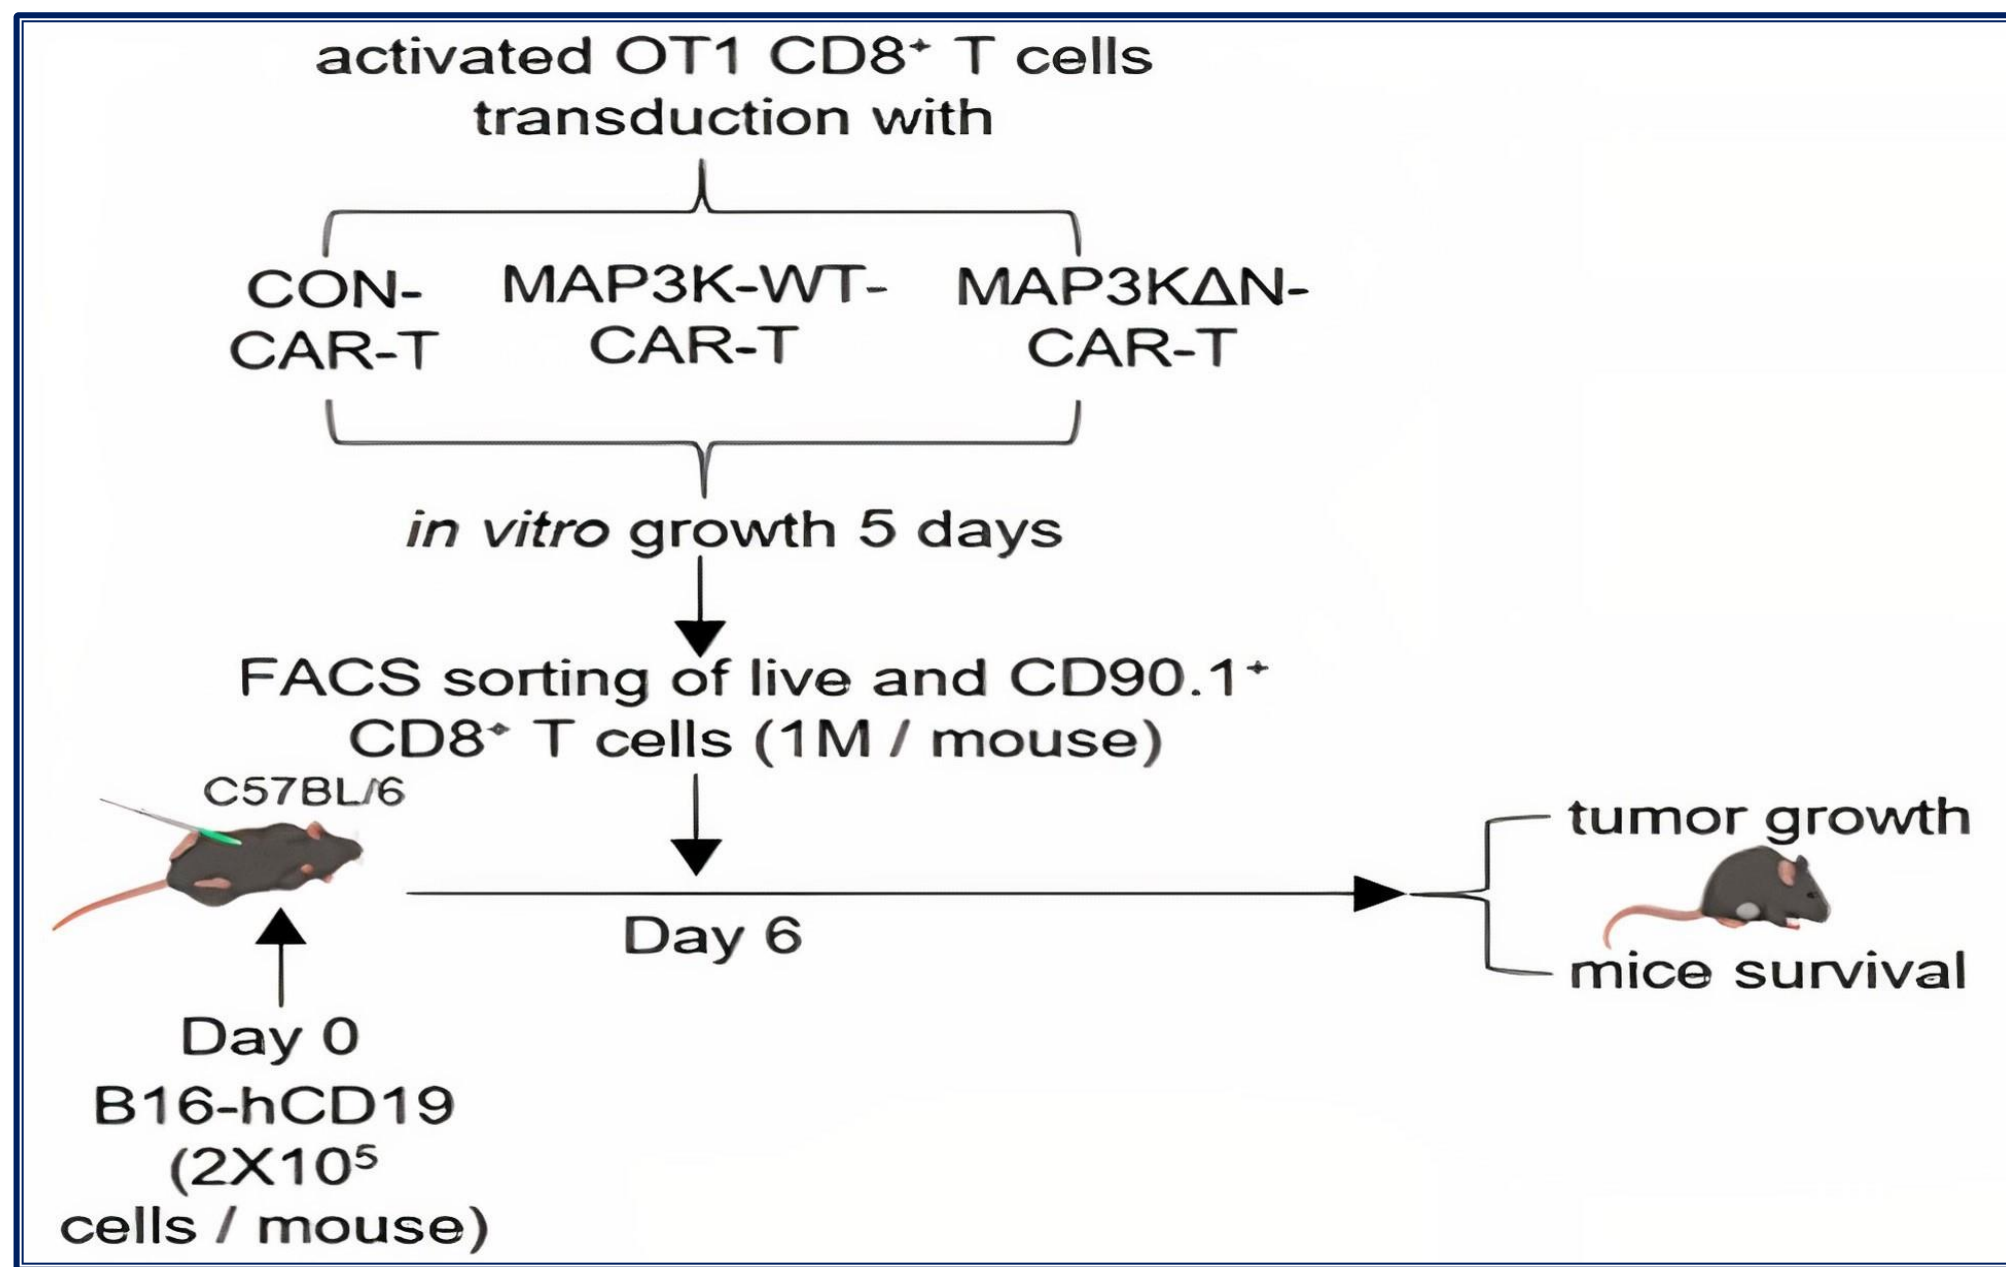 activated OT1 CD8⁺ T cells
transduction with
CON-
CAR-T
MAP3K-WT-
CAR-T
MAP3KΔN-
CAR-T
in vitro growth 5 days
FACS sorting of live and CD90.1⁺
CD8⁺ T cells (1M / mouse)
C57BL/6
Day 6
tumor growth
mice survival
Day 0
B16-hCD19
(2X10⁵
cells / mouse)